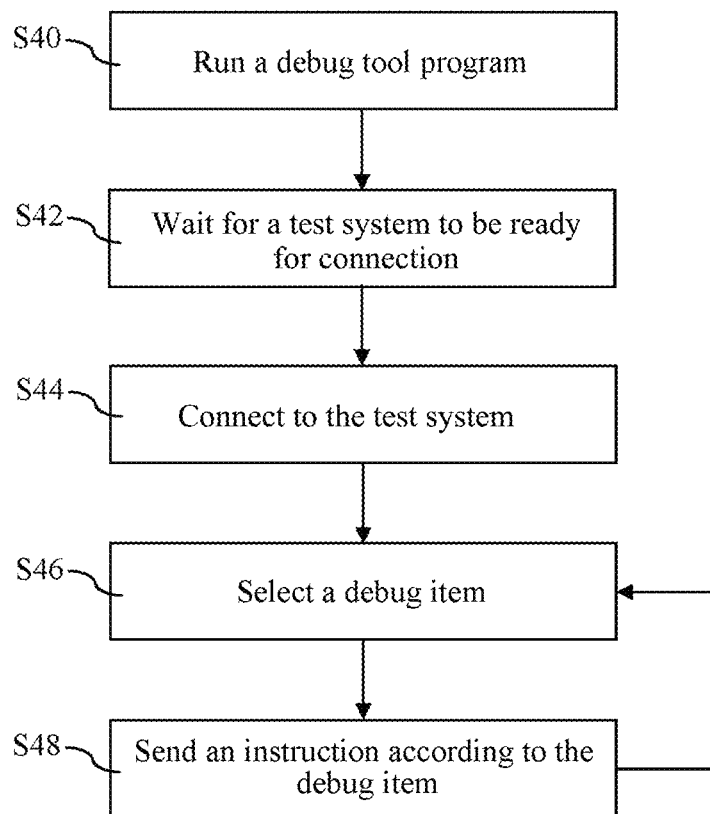 S40
Run a debug tool program
S42
Wait for a test system to be ready
for connection
S44
Connect to the test system
S46
Select a debug item
S48
Send an instruction according to the
debug item